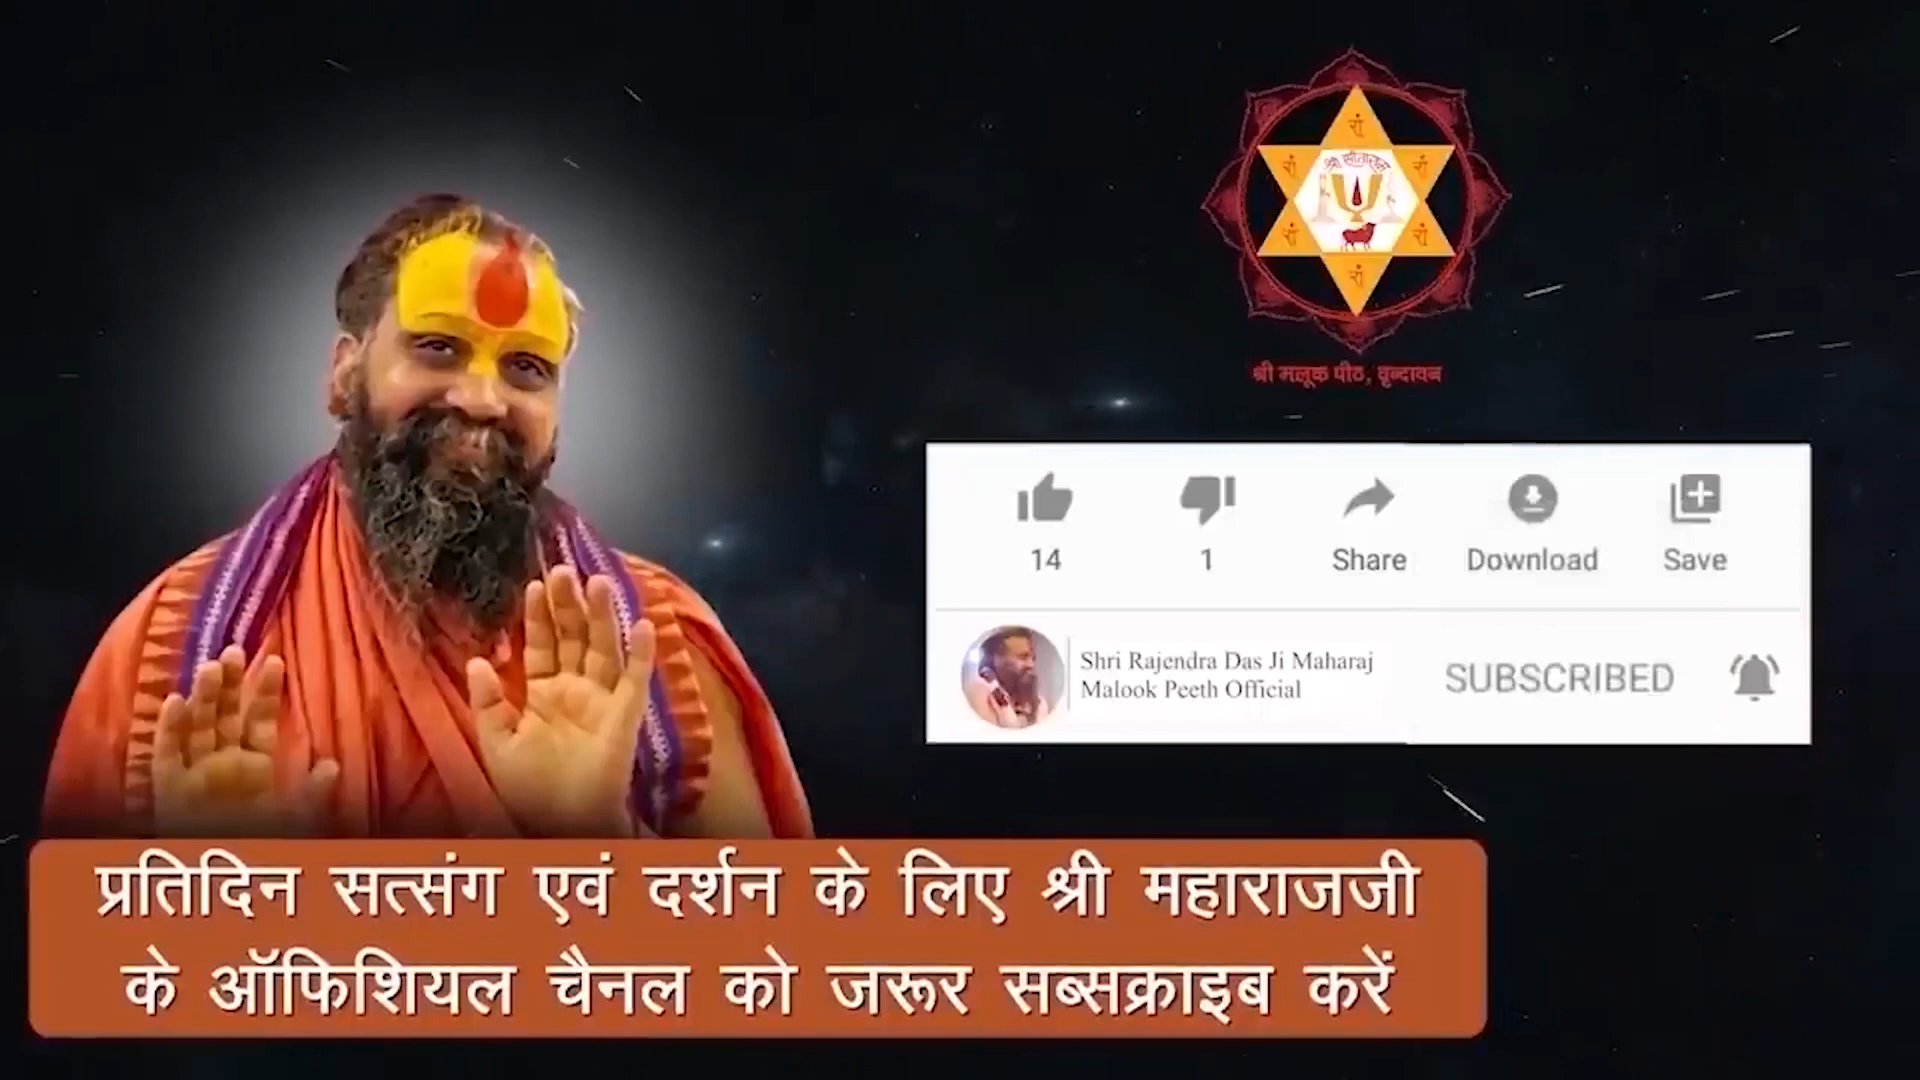 रां
रां
रां
श्री सीताराम
रां
रां
रां
श्री मलूक पीठ, वृन्दावन
14
1
Share
Download
Save
Shri Rajendra Das Ji Maharaj
Malook Peeth Official
SUBSCRIBED
प्रतिदिन सत्संग एवं दर्शन के लिए श्री महाराजजी
के ऑफिशियल चैनल को जरूर सब्सक्राइब करें